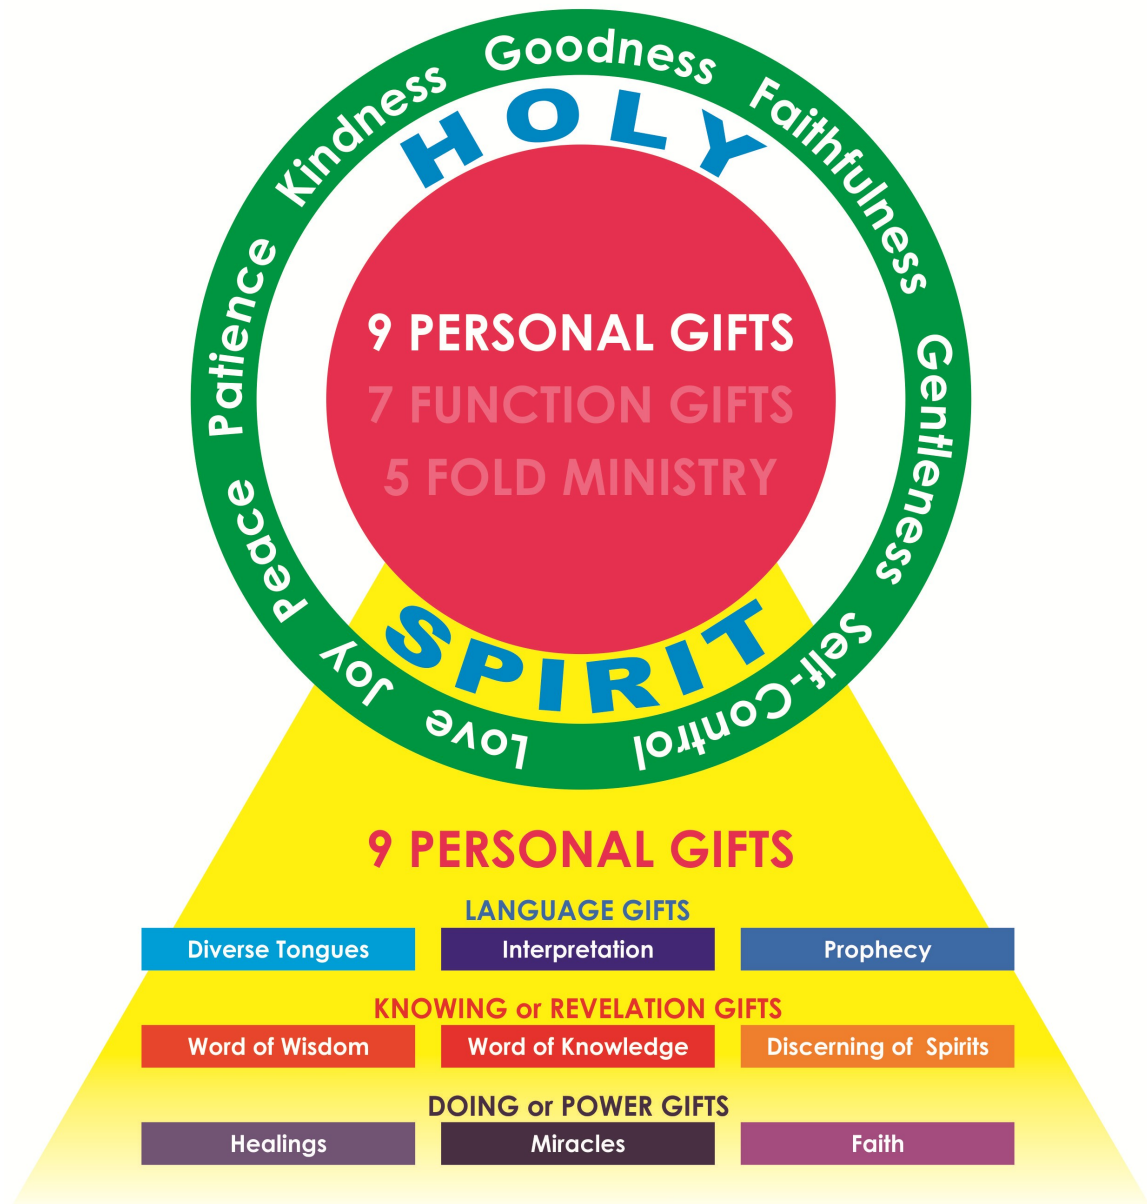 Love Joy Peace Patience Kindness Goodness Faithfulness Gentleness Self-Control
HOLY
9 PERSONAL GIFTS
7 FUNCTION GIFTS
5 FOLD MINISTRY
SPIRIT
9 PERSONAL GIFTS
LANGUAGE GIFTS
Diverse Tongues Interpretation Prophecy
KNOWING or REVELATION GIFTS
Word of Wisdom Word of Knowledge Discerning of Spirits
DOING or POWER GIFTS
Healings Miracles Faith